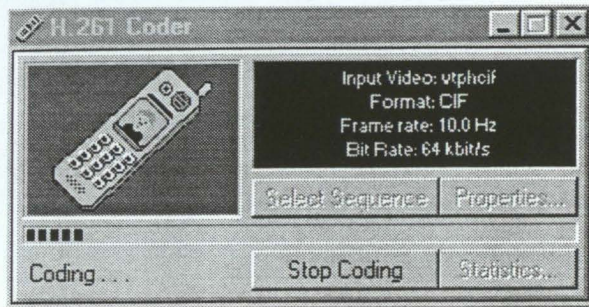 H.261 Coder
Input Video: vtphcif
Format: CIF
Frame rate: 10.0 Hz
Bit Rate: 64 kbit/s
Select Sequence
Properties...
Coding . . .
Stop Coding
Statistics...